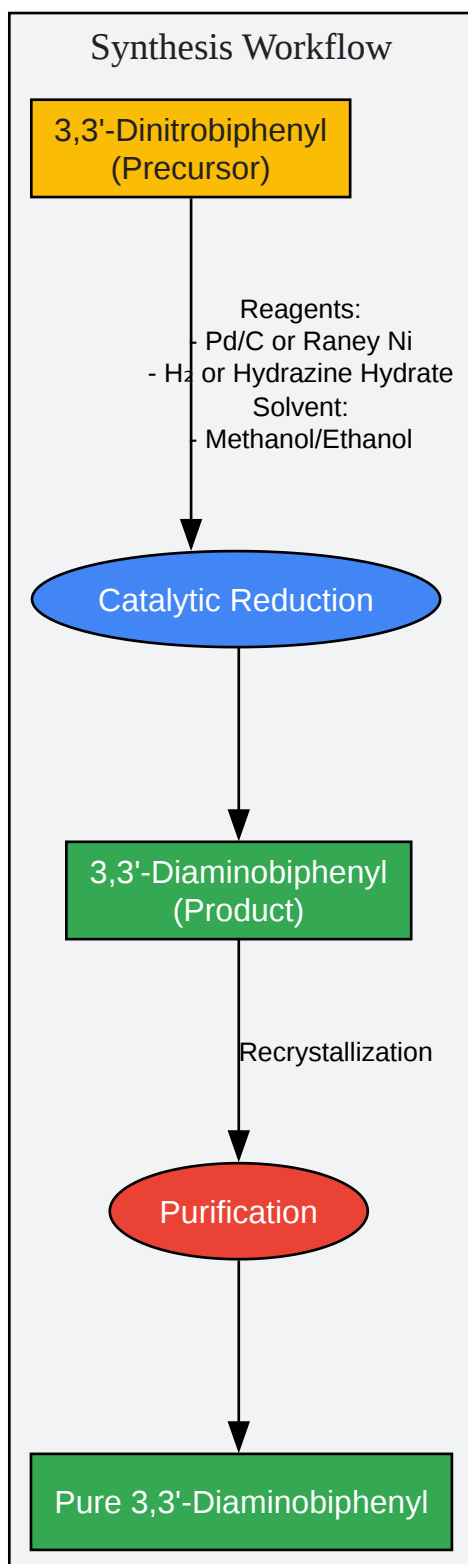 Synthesis Workflow
3,3'-Dinitrobiphenyl
(Precursor)
Reagents:
- Pd/C or Raney Ni
- H₂ or Hydrazine Hydrate
Solvent:
- Methanol/Ethanol
Catalytic Reduction
3,3'-Diaminobiphenyl
(Product)
Recrystallization
Purification
Pure 3,3'-Diaminobiphenyl